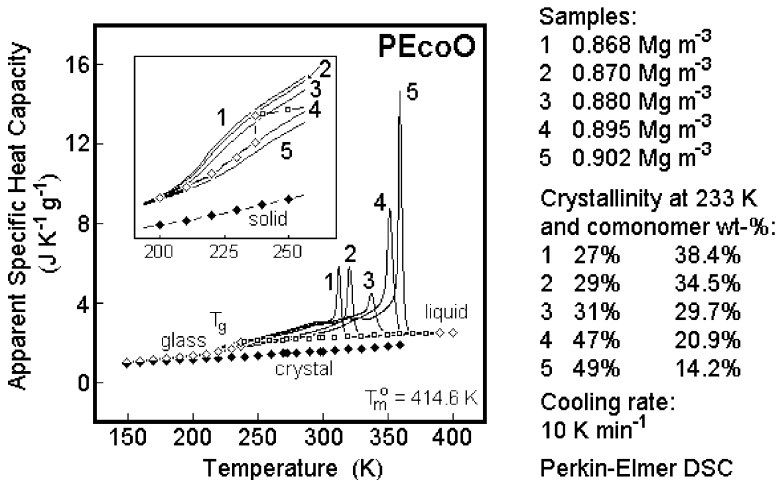 PEcoO
Apparent Specific Heat Capacity
(J K⁻¹ g⁻¹)
16
12
8
4
0
1
2
3
4
5
solid
200 225 250
1
2
3
4
5
Tg
glass
liquid
crystal
Tm° = 414.6 K
150 200 250 300 350 400
Temperature (K)
Samples:
1 0.868 Mg m⁻³
2 0.870 Mg m⁻³
3 0.880 Mg m⁻³
4 0.895 Mg m⁻³
5 0.902 Mg m⁻³
Crystallinity at 233 K
and comonomer wt-%:
1 27% 38.4%
2 29% 34.5%
3 31% 29.7%
4 47% 20.9%
5 49% 14.2%
Cooling rate:
10 K min⁻¹
Perkin-Elmer DSC